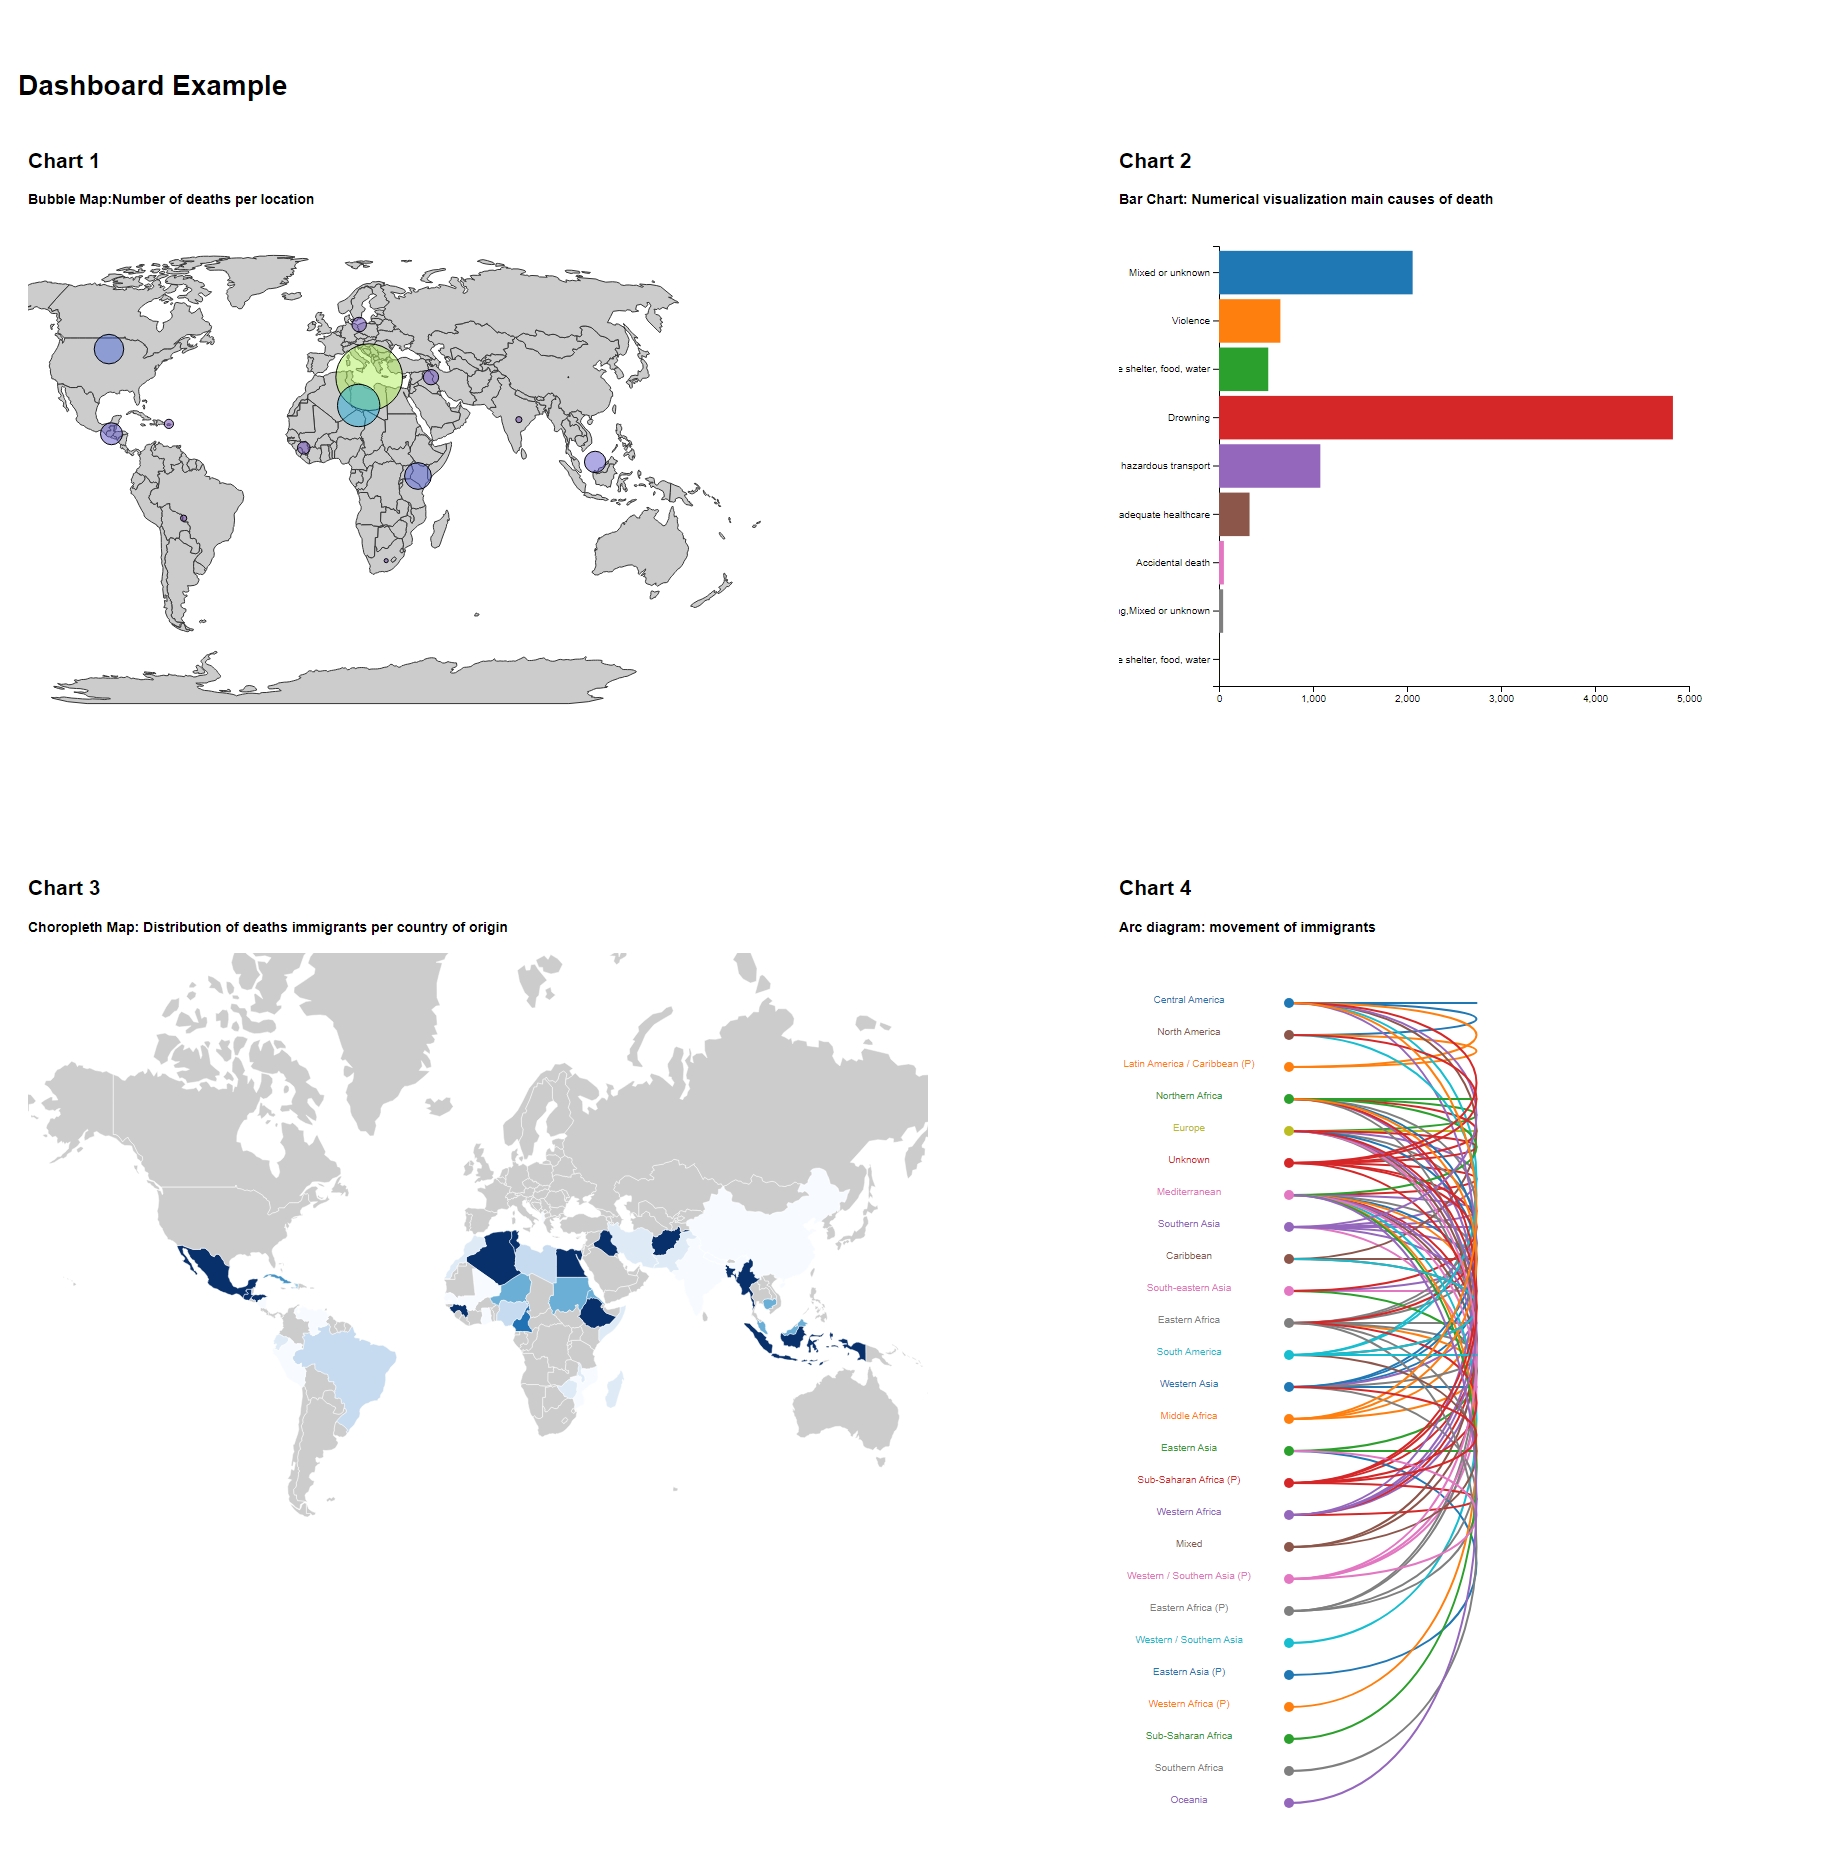 Dashboard Example
Chart 1
Bubble Map:Number of deaths per location
Chart 2
Bar Chart: Numerical visualization main causes of death
Mixed or unknown
Violence
e shelter, food, water
Drowning
hazardous transport
adequate healthcare
Accidental death
g,Mixed or unknown
e shelter, food, water
0 1,000 2,000 3,000 4,000 5,000
Chart 3
Choropleth Map: Distribution of deaths immigrants per country of origin
Chart 4
Arc diagram: movement of immigrants
Central America
North America
Latin America / Caribbean (P)
Northern Africa
Europe
Unknown
Mediterranean
Southern Asia
Caribbean
South-eastern Asia
Eastern Africa
South America
Western Asia
Middle Africa
Eastern Asia
Sub-Saharan Africa (P)
Western Africa
Mixed
Western / Southern Asia (P)
Eastern Africa (P)
Western / Southern Asia
Eastern Asia (P)
Western Africa (P)
Sub-Saharan Africa
Southern Africa
Oceania